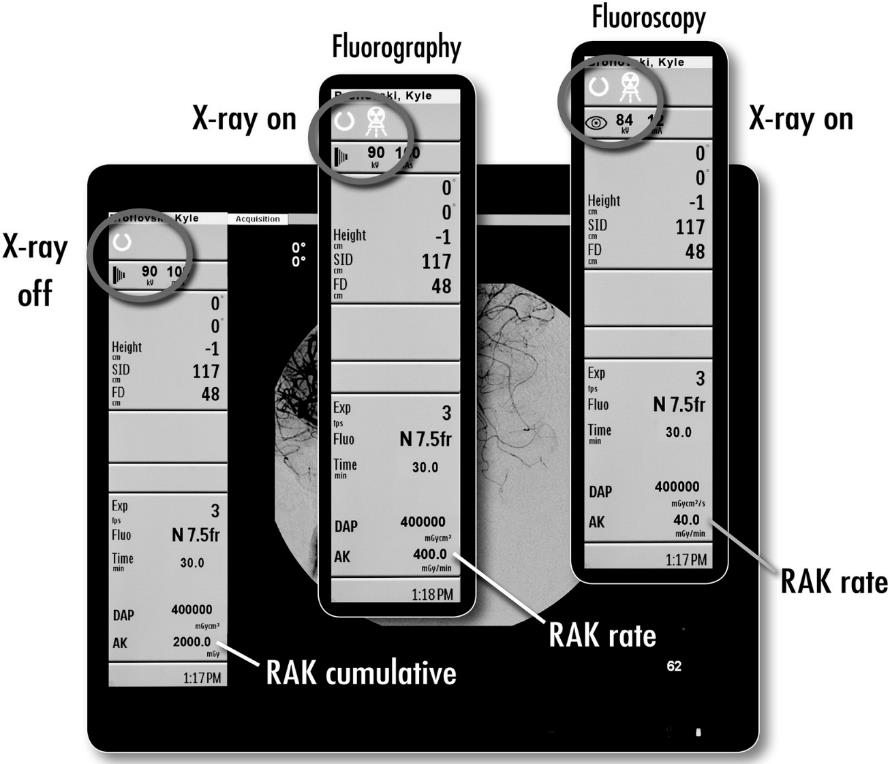 Fluoroscopy
Fluorography
X-ray on
X-ray on
X-ray
off
Kyle
Acquisition
90
kV
0°
0°
Height -1
cm
SID 117
cm
FD 48
cm
Exp 3
fps
Fluo N 7.5fr
Time 30.0
min
DAP 400000
mGycm²
AK 2000.0
mGy
1:17PM
RAK cumulative
0°
0°
Kyle
90
kV
0°
0°
Height -1
cm
SID 117
cm
FD 48
cm
Exp 3
fps
Fluo N 7.5fr
Time 30.0
min
DAP 400000
mGycm²
AK 400.0
mGy/min
1:18PM
RAK rate
Kyle
84 12
kV mA
0°
0°
Height -1
cm
SID 117
cm
FD 48
cm
Exp 3
fps
Fluo N 7.5fr
Time 30.0
min
DAP 400000
mGycm²/s
AK 40.0
mGy/min
1:17PM
RAK rate
62